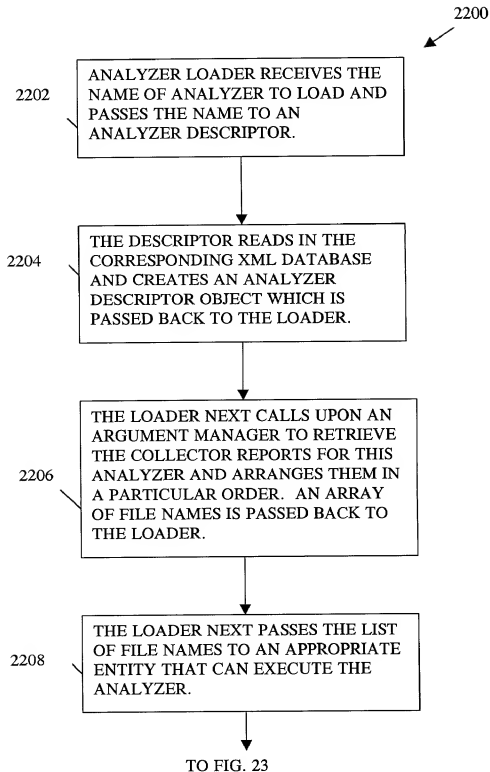 2200
2202
ANALYZER LOADER RECEIVES THE
NAME OF ANALYZER TO LOAD AND
PASSES THE NAME TO AN
ANALYZER DESCRIPTOR.
2204
THE DESCRIPTOR READS IN THE
CORRESPONDING XML DATABASE
AND CREATES AN ANALYZER
DESCRIPTOR OBJECT WHICH IS
PASSED BACK TO THE LOADER.
2206
THE LOADER NEXT CALLS UPON AN
ARGUMENT MANAGER TO RETRIEVE
THE COLLECTOR REPORTS FOR THIS
ANALYZER AND ARRANGES THEM IN
A PARTICULAR ORDER. AN ARRAY
OF FILE NAMES IS PASSED BACK TO
THE LOADER.
2208
THE LOADER NEXT PASSES THE LIST
OF FILE NAMES TO AN APPROPRIATE
ENTITY THAT CAN EXECUTE THE
ANALYZER.
TO FIG. 23